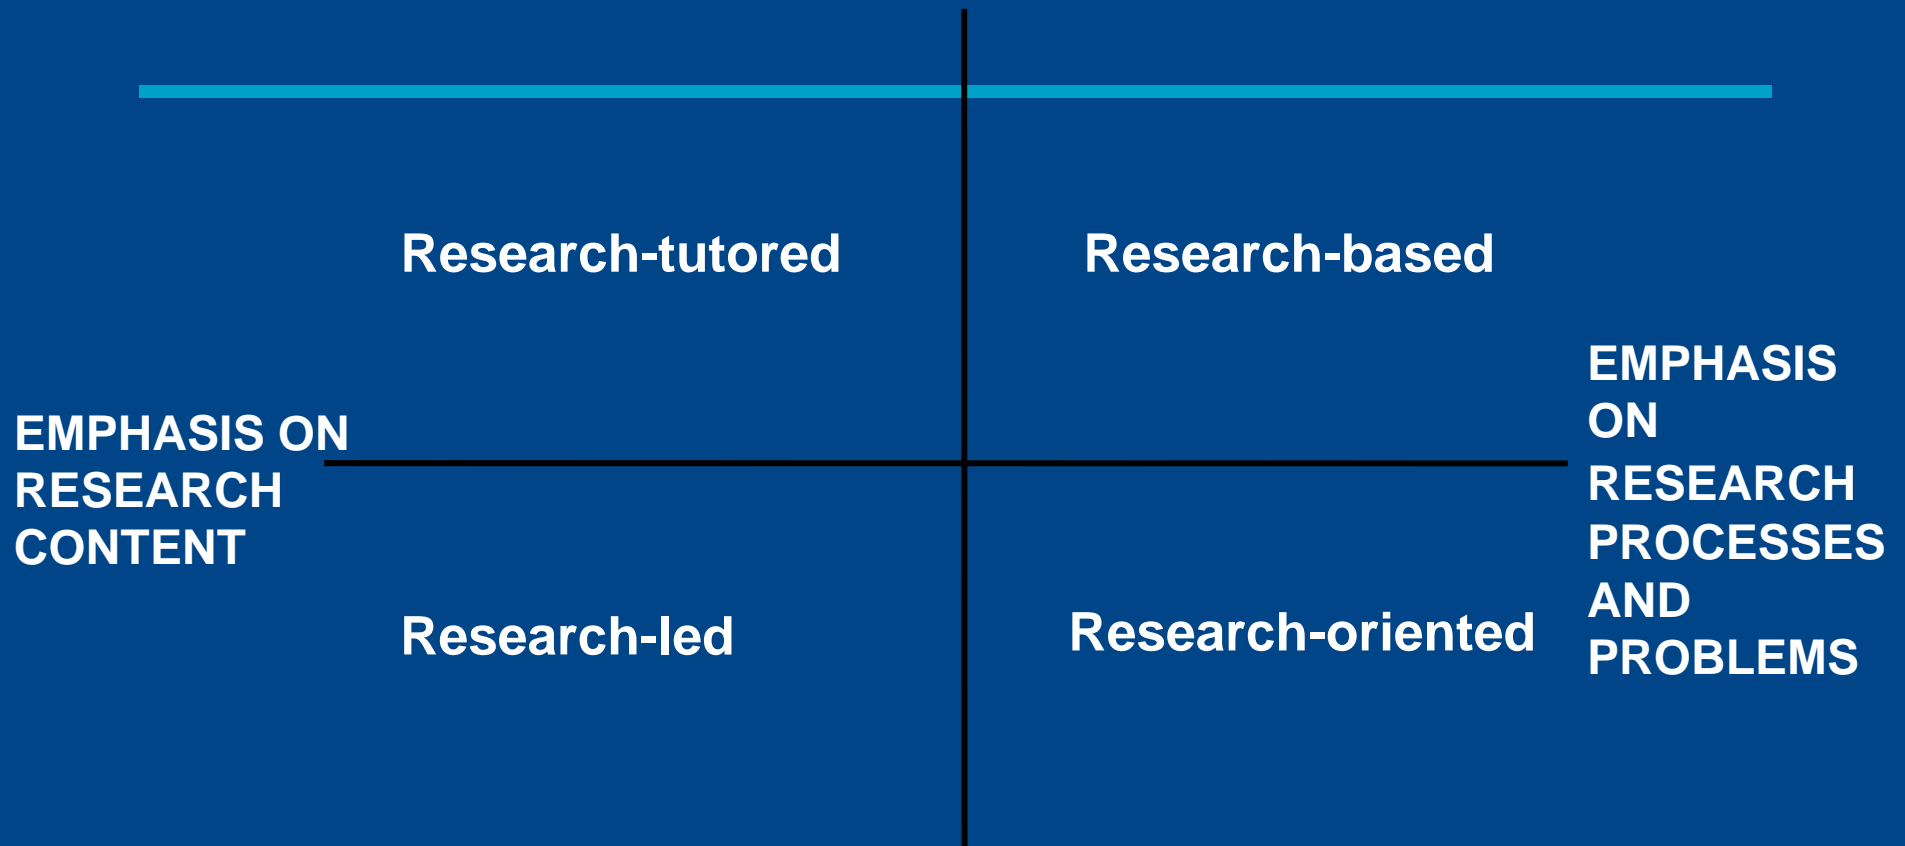 Research-tutored
Research-based
EMPHASIS ON
RESEARCH
CONTENT
EMPHASIS
ON
RESEARCH
PROCESSES
AND
PROBLEMS
Research-led
Research-oriented